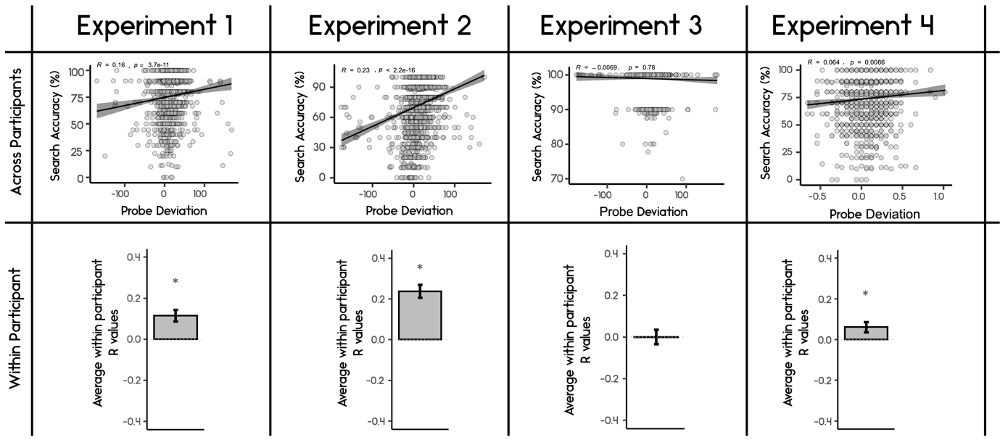 Experiment 1
Experiment 2
Experiment 3
Experiment 4
Across Participants
R = 0.16 , p = 3.7e-11
Search Accuracy (%)
100
75
50
25
0
-100
0
100
Probe Deviation
R = 0.23 , p < 2.2e-16
Search Accuracy (%)
90
60
30
0
-100
0
100
Probe Deviation
R = −0.0069, p = 0.78
Search Accuracy (%)
100
90
80
70
-100
0
100
Probe Deviation
R = 0.064 , p = 0.0086
Search Accuracy (%)
100
75
50
25
0
-0.5
0.0
0.5
1.0
Probe Deviation
Within Participant
Average within participant
R values
0.4
0.2
0.0
-0.2
-0.4
*
Average within participant
R values
0.4
0.2
0.0
-0.2
-0.4
*
Average within participant
R values
0.4
0.2
0.0
-0.2
-0.4
Average within participant
R values
0.4
0.2
0.0
-0.2
-0.4
*